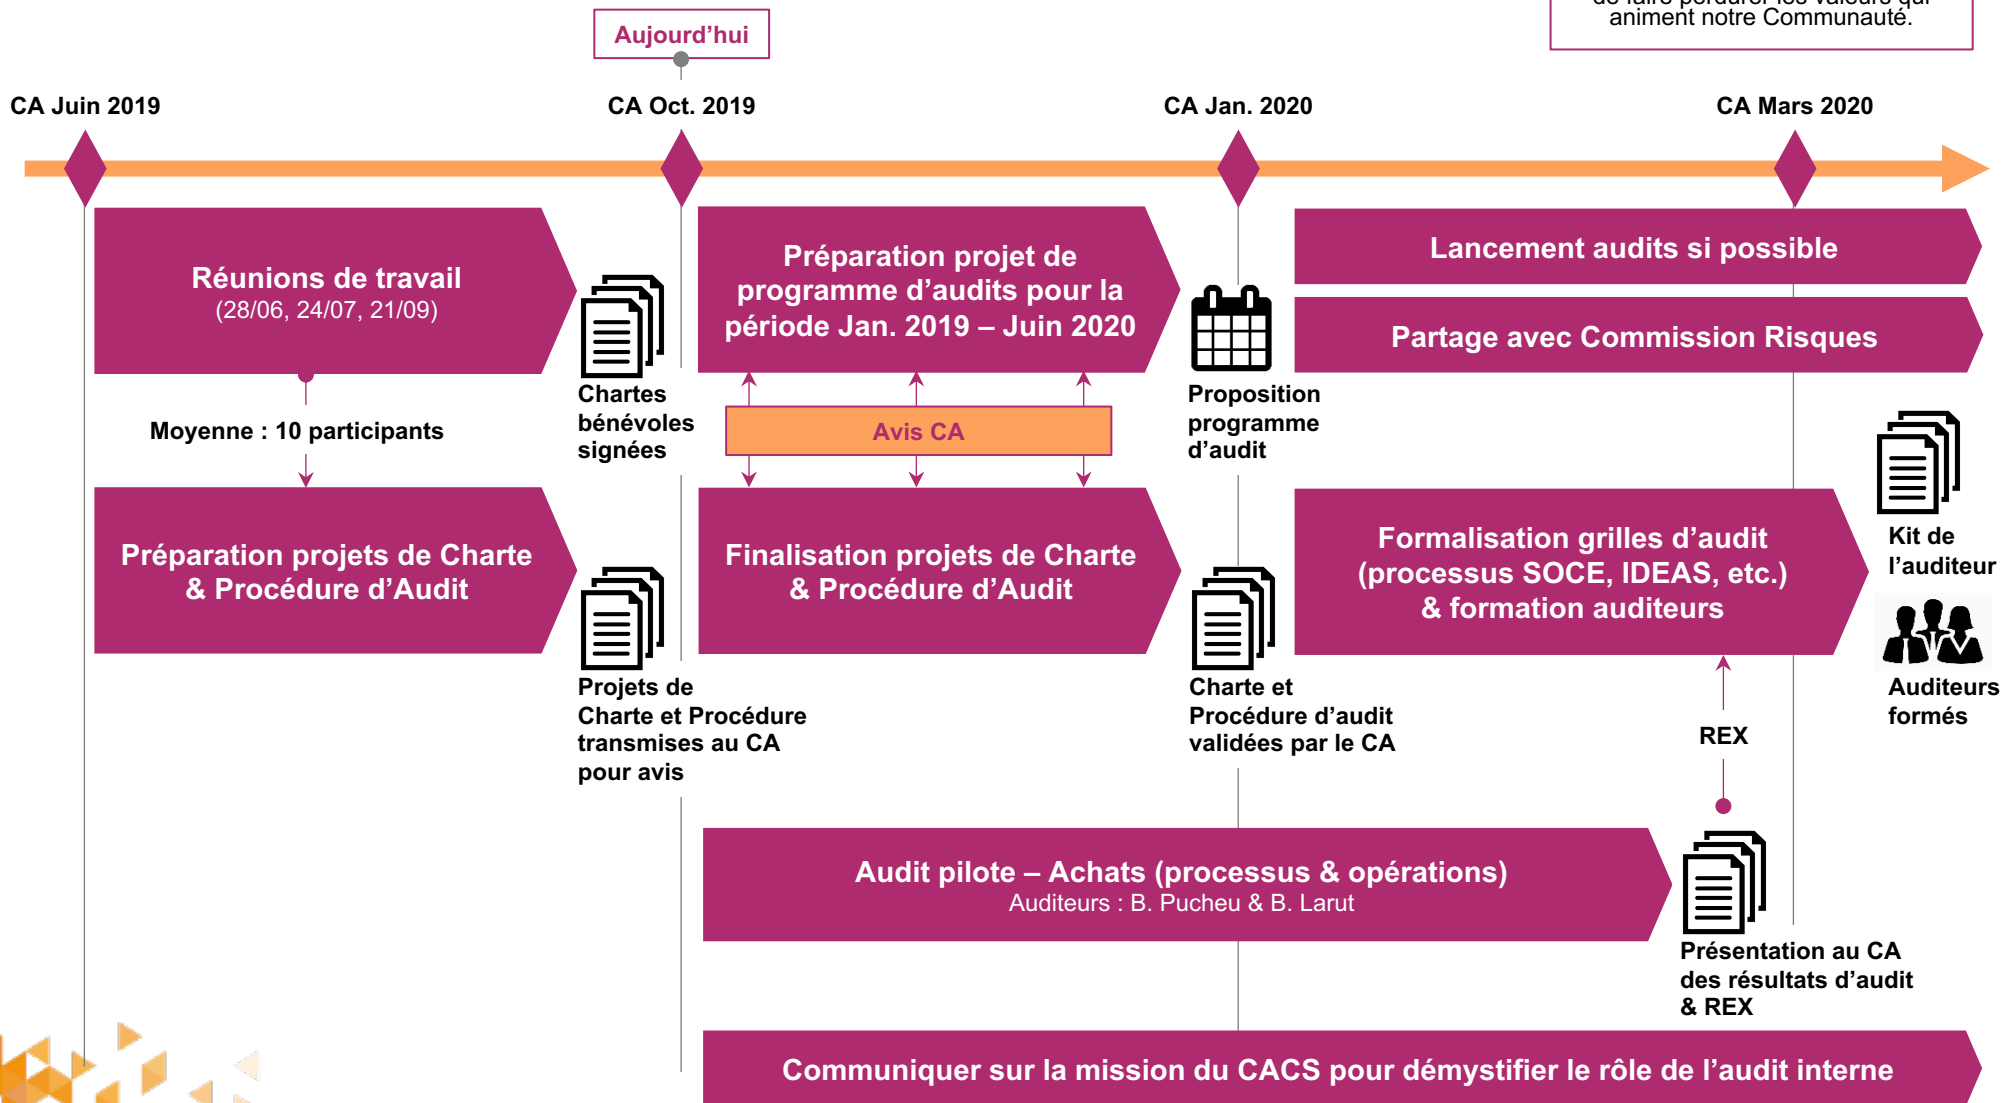 de faire perdurer les valeurs qui
animent notre Communauté.
Aujourd’hui
CA Juin 2019
CA Oct. 2019
CA Jan. 2020
CA Mars 2020
Réunions de travail
(28/06, 24/07, 21/09)
Préparation projet de
programme d’audits pour la
période Jan. 2019 – Juin 2020
Lancement audits si possible
Partage avec Commission Risques
Moyenne : 10 participants
Chartes
bénévoles
signées
Avis CA
Proposition
programme
d’audit
Préparation projets de Charte
& Procédure d’Audit
Finalisation projets de Charte
& Procédure d’Audit
Formalisation grilles d’audit
(processus SOCE, IDEAS, etc.)
& formation auditeurs
Kit de
l’auditeur
Auditeurs
formés
Projets de
Charte et Procédure
transmises au CA
pour avis
Charte et
Procédure d’audit
validées par le CA
REX
Audit pilote – Achats (processus & opérations)
Auditeurs : B. Pucheu & B. Larut
Présentation au CA
des résultats d’audit
& REX
Communiquer sur la mission du CACS pour démystifier le rôle de l’audit interne